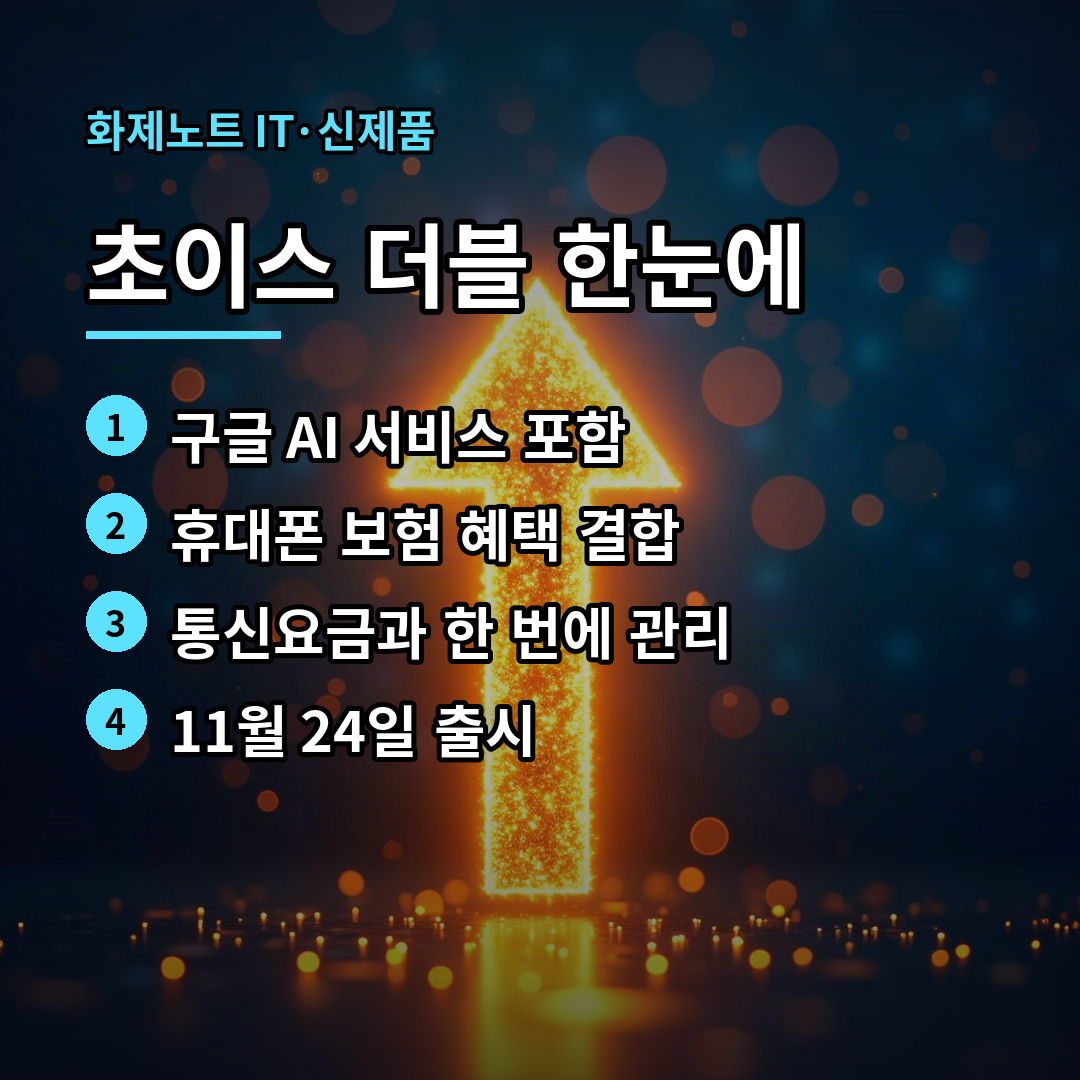 화제노트 IT·신제품
초이스 더블 한눈에
1 구글 AI 서비스 포함
2 휴대폰 보험 혜택 결합
3 통신요금과 한 번에 관리
4 11월 24일 출시